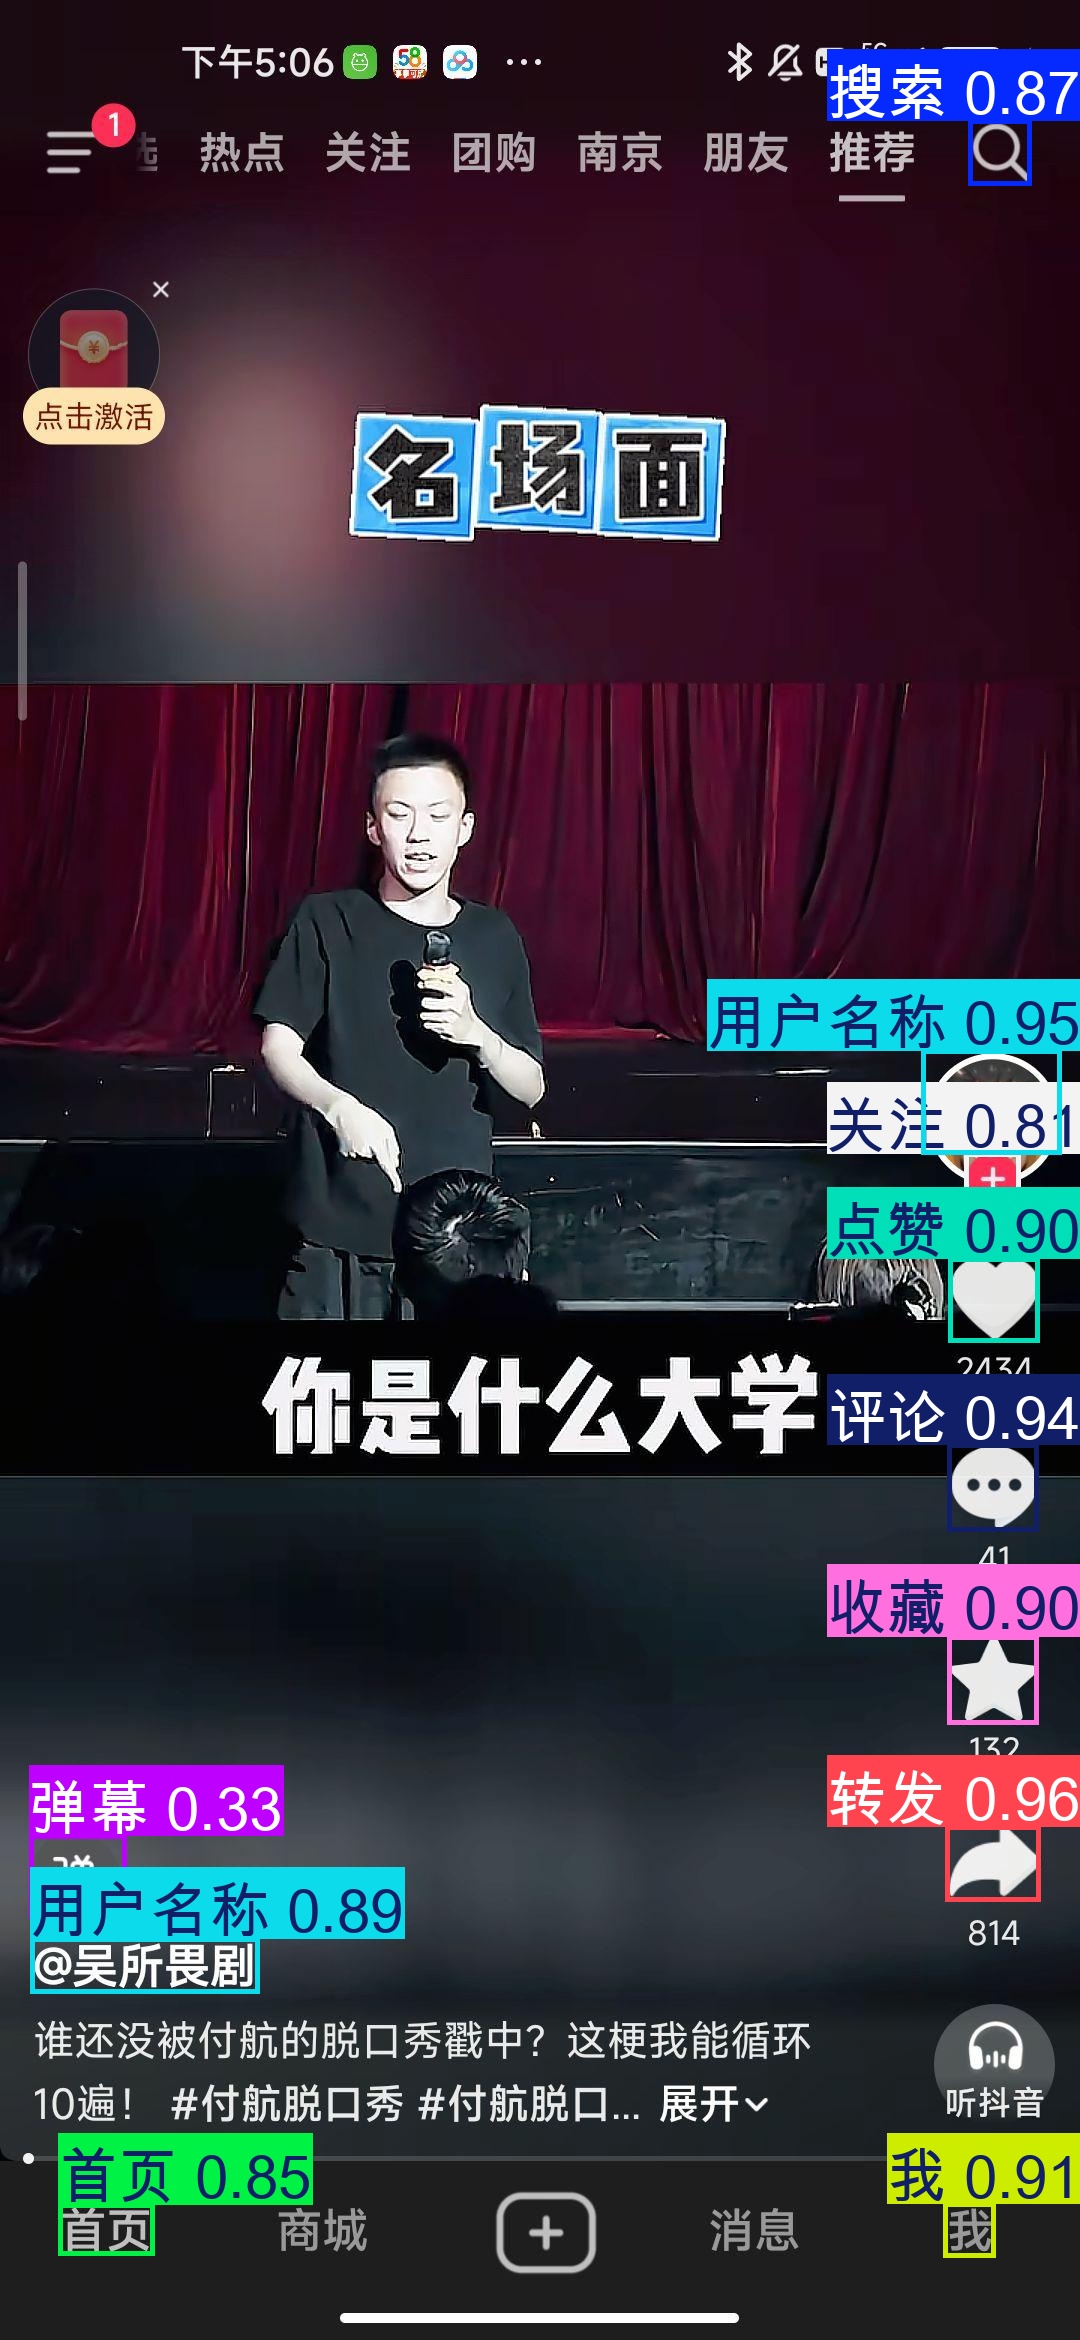 下午5:06
搜索 0.87
1
热点 关注 团购 南京 朋友 推荐
点击激活
名场面
用户名称 0.95
关注 0.81
点赞 0.90
2434
你是什么大学
评论 0.94
41
收藏 0.90
132
弹幕 0.33
转发 0.96
用户名称 0.89
814
@吴所畏剧
谁还没被付航的脱口秀戳中？这梗我能循环
10遍！ #付航脱口秀 #付航脱口... 展开
听抖音
首页 0.85
我 0.91
首页 商城 消息 我